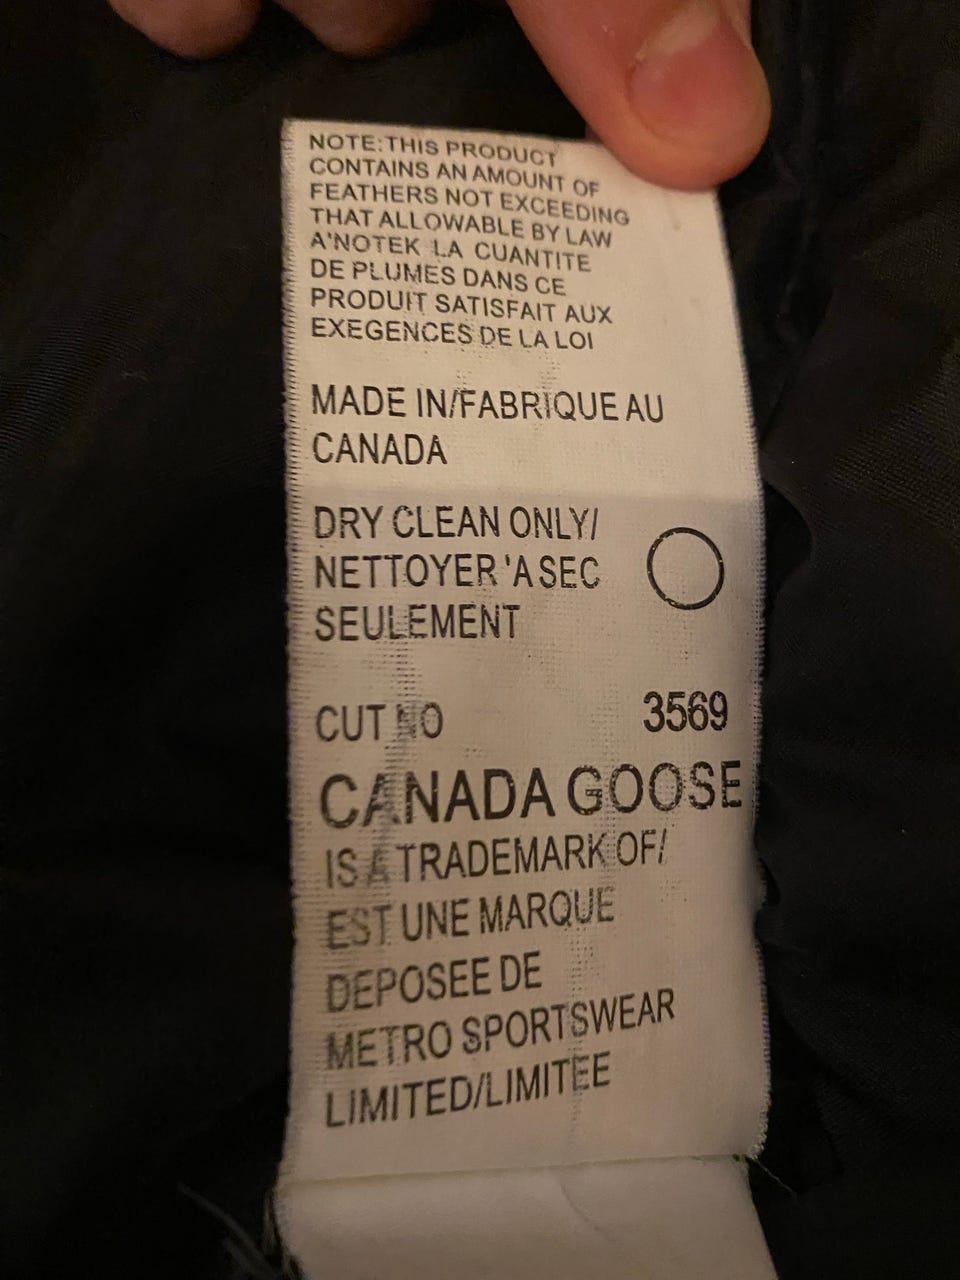 NOTE:THIS PRODUCT
CONTAINS AN AMOUNT OF
FEATHERS NOT EXCEEDING
THAT ALLOWABLE BY LAW
A'NOTEK LA CUANTITE
DE PLUMES DANS CE
PRODUIT SATISFAIT AUX
EXEGENCES DE LA LOI
MADE IN/FABRIQUE AU
CANADA
DRY CLEAN ONLY/
NETTOYER 'A SEC
SEULEMENT
CUT NO 3569
CANADA GOOSE
IS A TRADEMARK OF/
EST UNE MARQUE
DEPOSEE DE
METRO SPORTSWEAR
LIMITED/LIMITEE